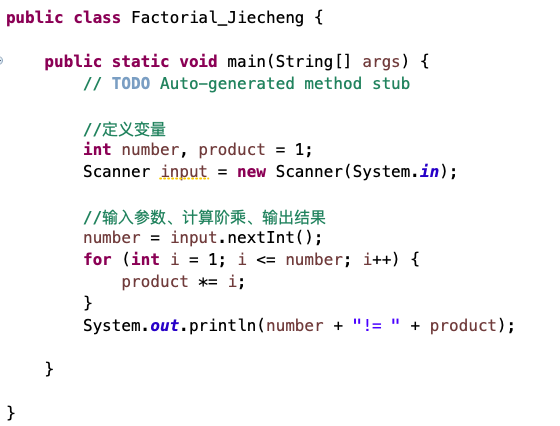 public class Factorial_Jiecheng {
public static void main(String[] args) {
// TODO Auto-generated method stub
//定义变量
int number, product = 1;
Scanner input = new Scanner(System.in);
//输入参数、计算阶乘、输出结果
number = input.nextInt();
for (int i = 1; i <= number; i++) {
product *= i;
}
System.out.println(number + "!= " + product);
}
}